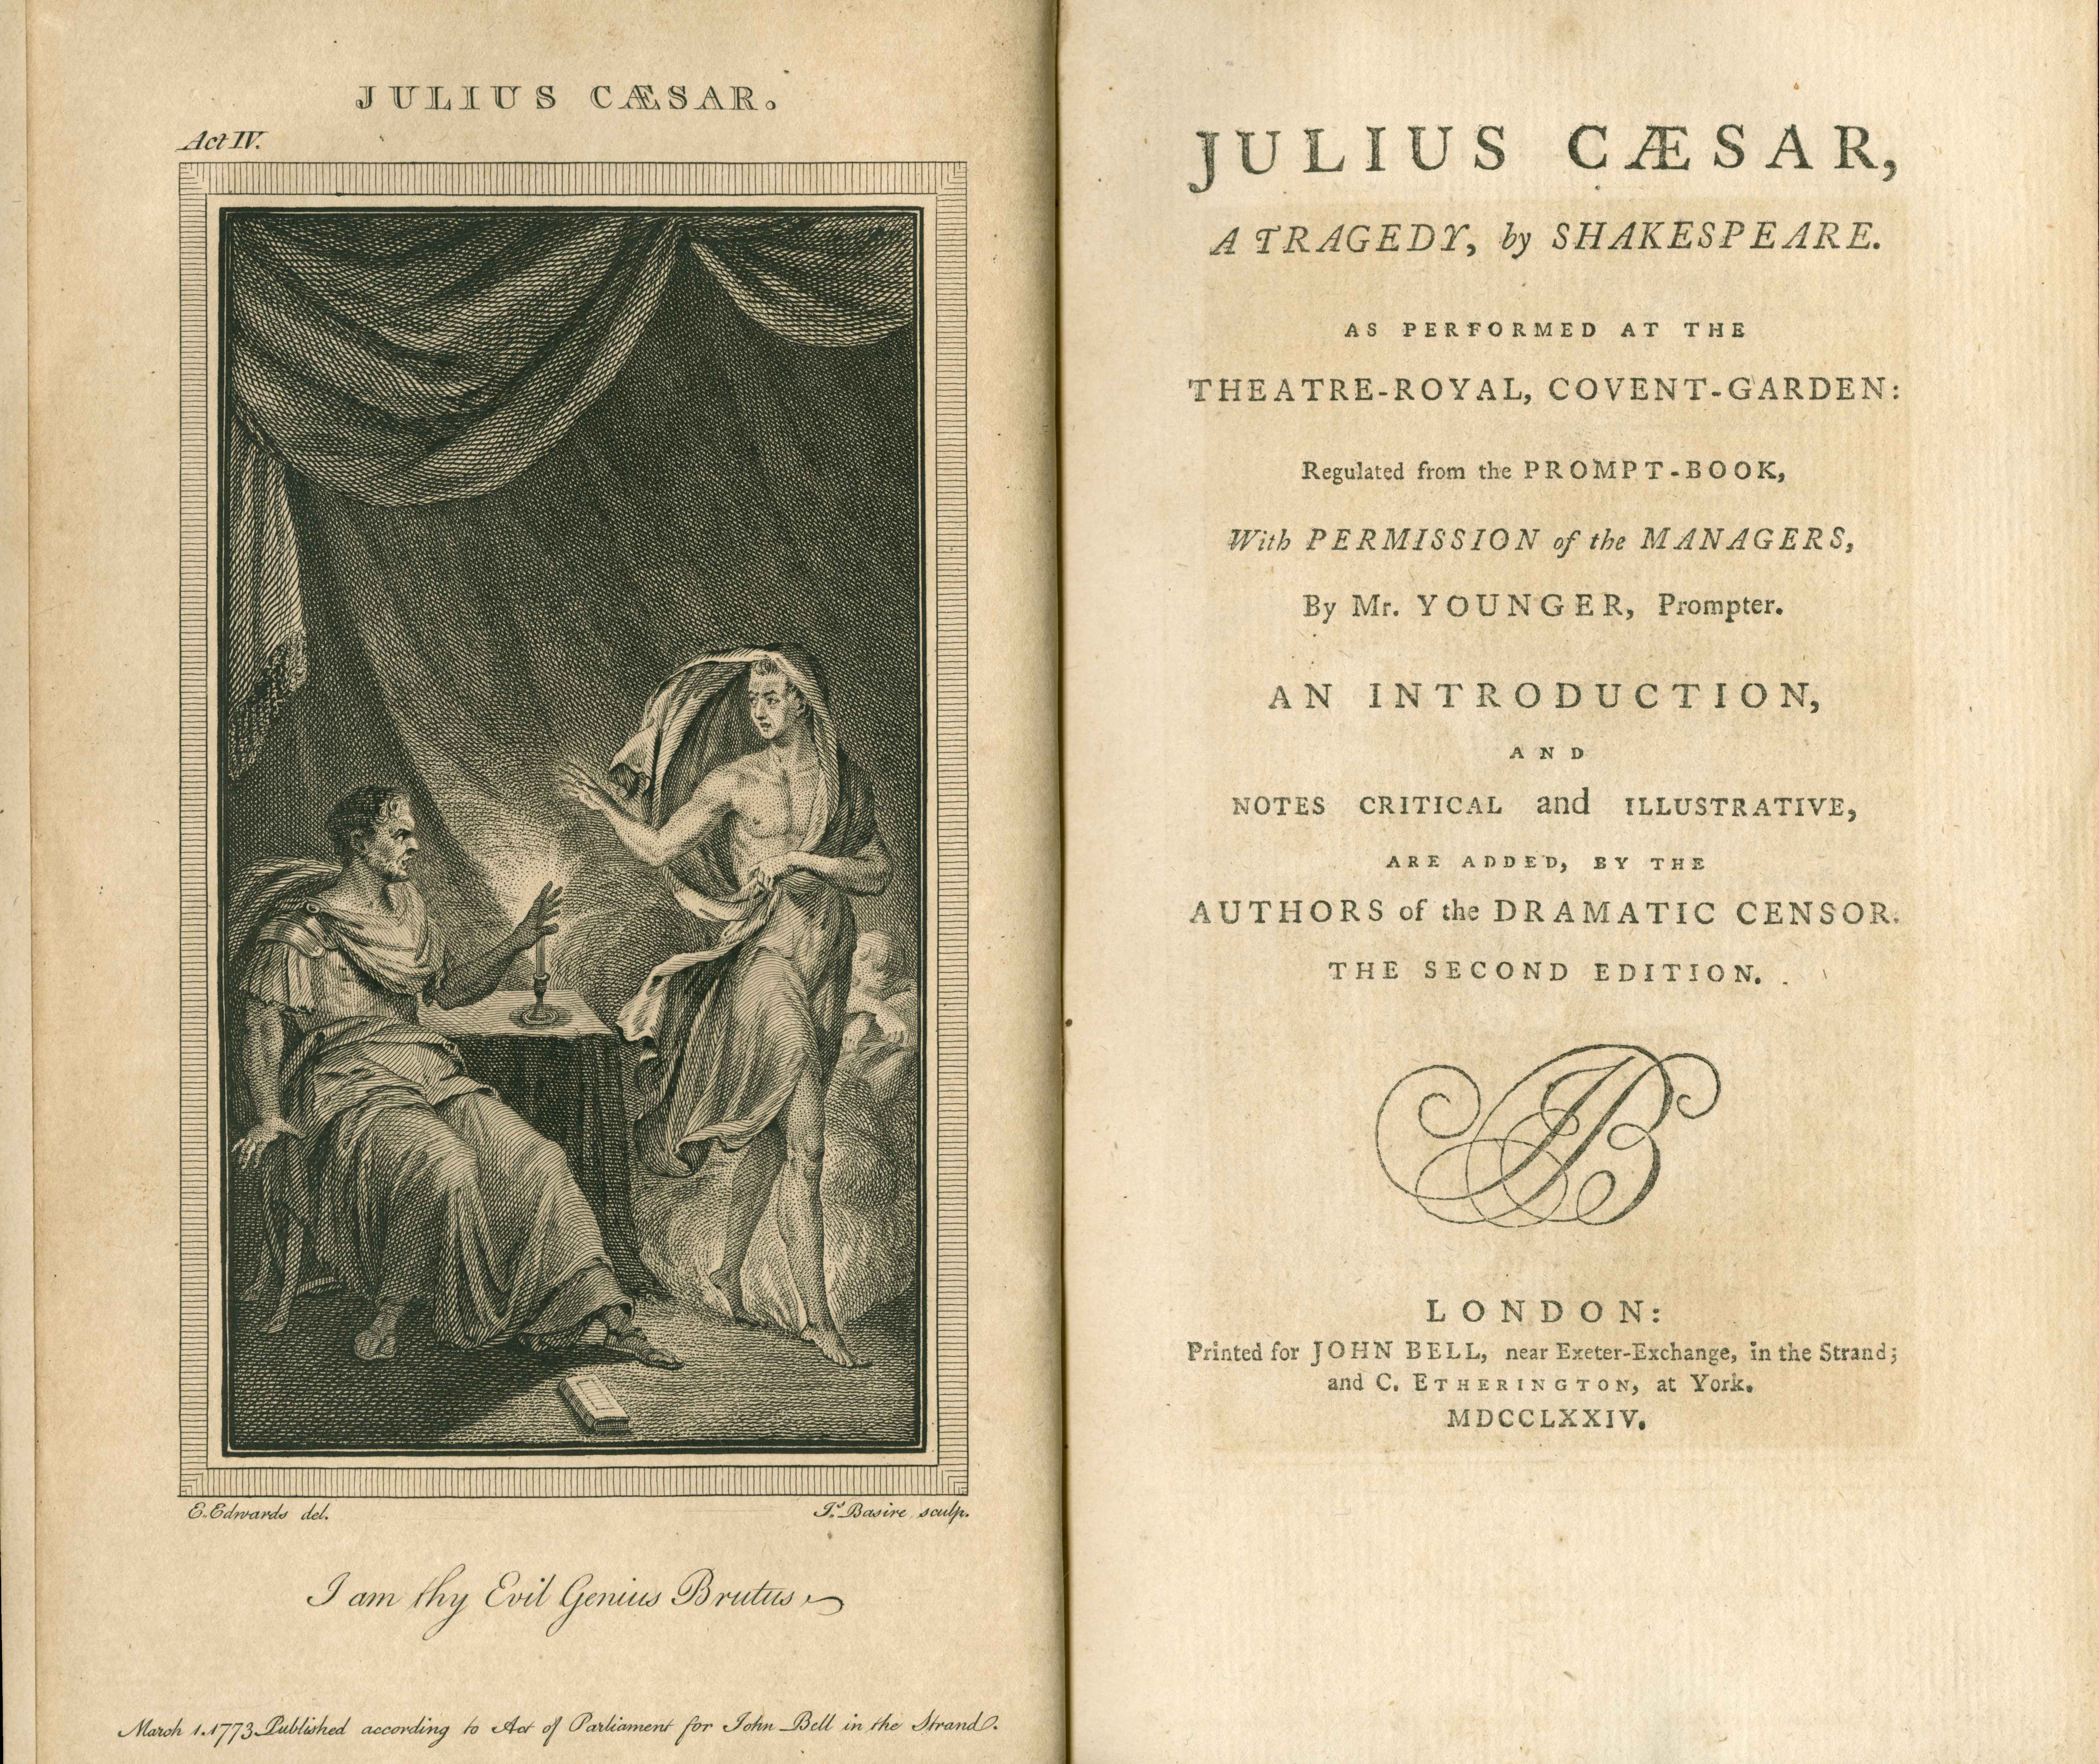 JULIUS CÆSAR.
Act IV.
E. Edwards del.
Js. Basire sculp.
I am thy Evil Genius Brutus
March 1. 1773 Published according to Act of Parliament for John Bell in the Strand.
JULIUS CÆSAR,
A TRAGEDY, by SHAKESPEARE.
AS PERFORMED AT THE
THEATRE-ROYAL, COVENT-GARDEN:
Regulated from the PROMPT-BOOK,
With PERMISSION of the MANAGERS,
By Mr. YOUNGER, Prompter.
AN INTRODUCTION,
AND
NOTES CRITICAL and ILLUSTRATIVE,
ARE ADDED, BY THE
AUTHORS of the DRAMATIC CENSOR.
THE SECOND EDITION.
JB
LONDON:
Printed for JOHN BELL, near Exeter-Exchange, in the Strand;
and C. ETHERINGTON, at York.
MDCCLXXIV.